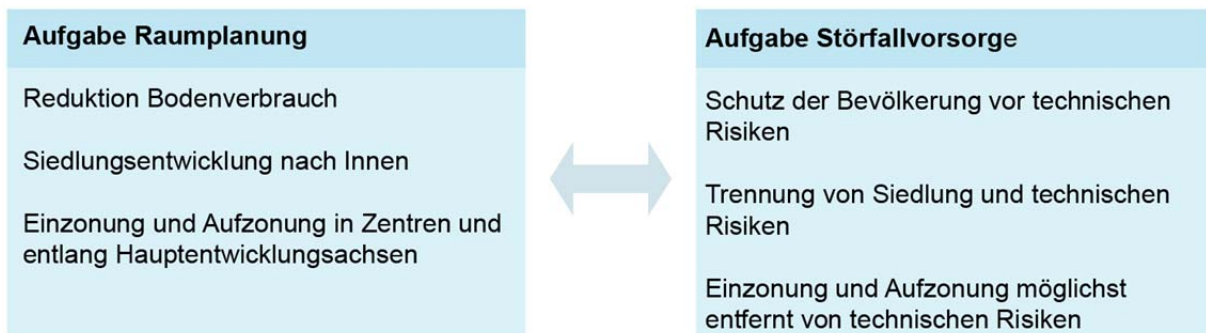 Aufgabe Raumplanung
Reduktion Bodenverbrauch
Siedlungsentwicklung nach Innen
Einzonung und Aufzonung in Zentren und
entlang Hauptentwicklungsachsen
Aufgabe Störfallvorsorge
Schutz der Bevölkerung vor technischen
Risiken
Trennung von Siedlung und technischen
Risiken
Einzonung und Aufzonung möglichst
entfernt von technischen Risiken